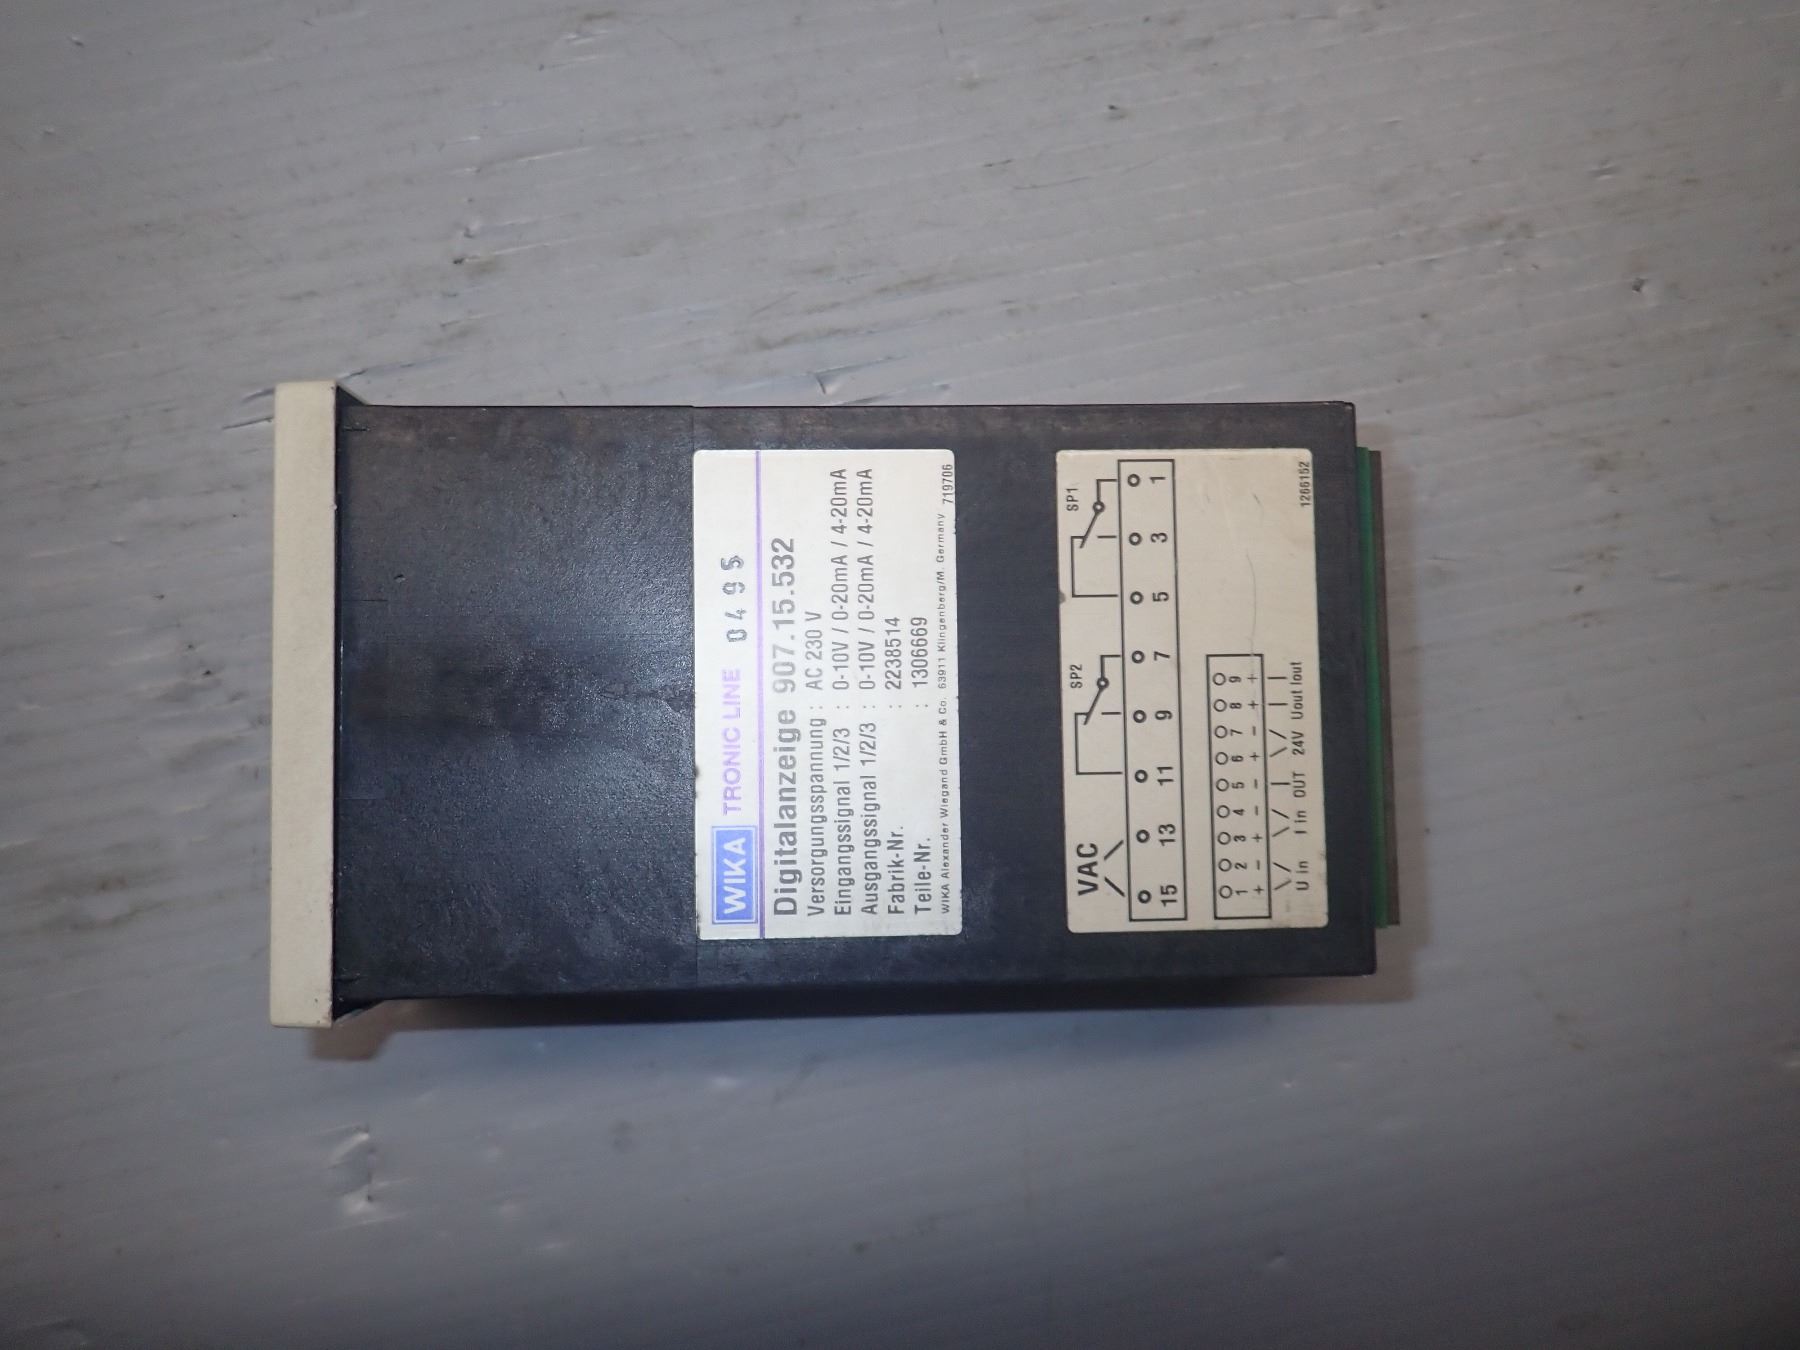 WIKA TRONIC LINE 0495
Digitalanzeige 907.15.532
Versorgungsspannung : AC 230 V
Eingangssignal 1/2/3 : 0-10V / 0-20mA / 4-20mA
Ausgangssignal 1/2/3 : 0-10V / 0-20mA / 4-20mA
Fabrik-Nr. : 2238514
Teile-Nr. : 1306669
WIKA Alexander Wiegand GmbH & Co. 63911 Klingenberg/M. Germany 719706
VAC SP2 SP1
15 13 11 9 7 5 3 1
1 2 3 4 5 6 7 8 9
+ - + - - + - + +
U in I in OUT 24V Uout Iout
1266152